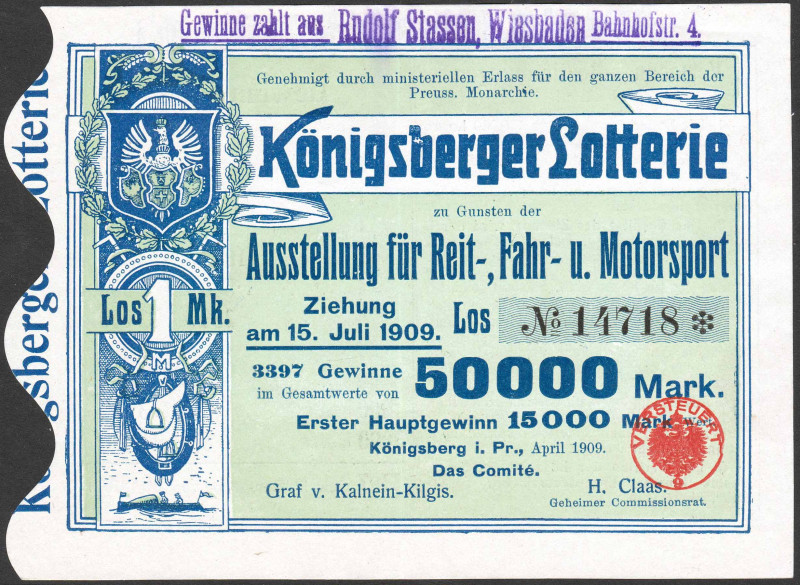 Gewinne zahlt aus Rudolf Stassen, Wiesbaden Bahnhofstr. 4.
Genehmigt durch ministeriellen Erlass für den ganzen Bereich der
Preuss. Monarchie.
Königsberger Lotterie
zu Gunsten der
Ausstellung für Reit-, Fahr- u. Motorsport
Los 1 Mk.
M
Ziehung
am 15. Juli 1909.
Los No 14718 *
3397 Gewinne
im Gesamtwerte von 50000 Mark.
Erster Hauptgewinn 15000 Mark Wert.
VERSTEUERT
Königsberg i. Pr., April 1909.
Das Comité.
Graf v. Kalnein-Kilgis.
H. Claas.
Geheimer Commissionsrat.
Königsberger Lotterie